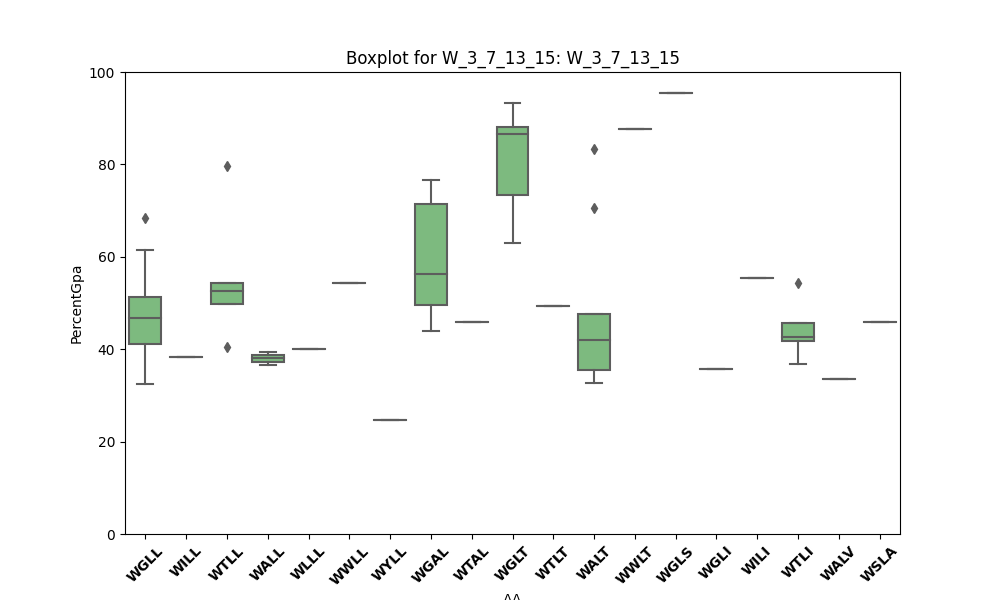 Boxplot for W_3_7_13_15: W_3_7_13_15
PercentGpa
100
80
60
40
20
0
WGLL WILL WTLL WALL WLLL WWLL WYLL WGAL WTAL WGLT WTLT WALT WWLT WGLS WGLI WILI WTLI WALV WSLA
AA